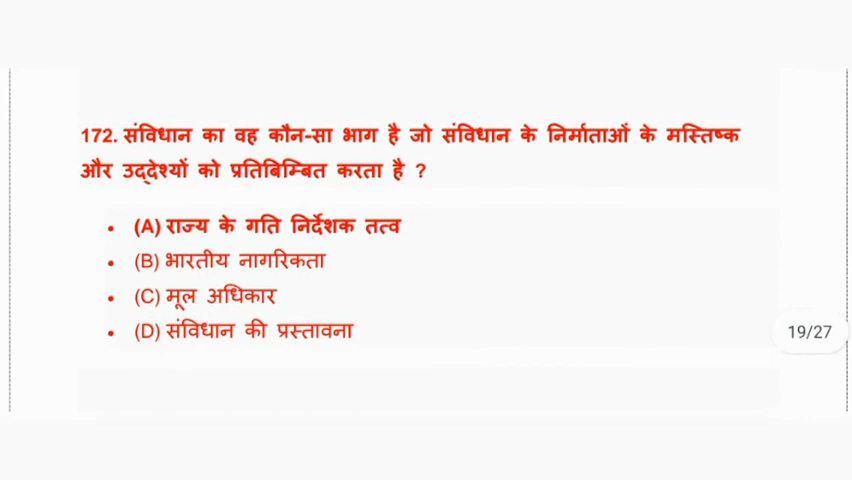 172. संविधान का वह कौन-सा भाग है जो संविधान के निर्माताओं के मस्तिष्क
और उद्देश्यों को प्रतिबिम्बित करता है ?
• (A) राज्य के गति निर्देशक तत्व
• (B) भारतीय नागरिकता
• (C) मूल अधिकार
• (D) संविधान की प्रस्तावना
19/27